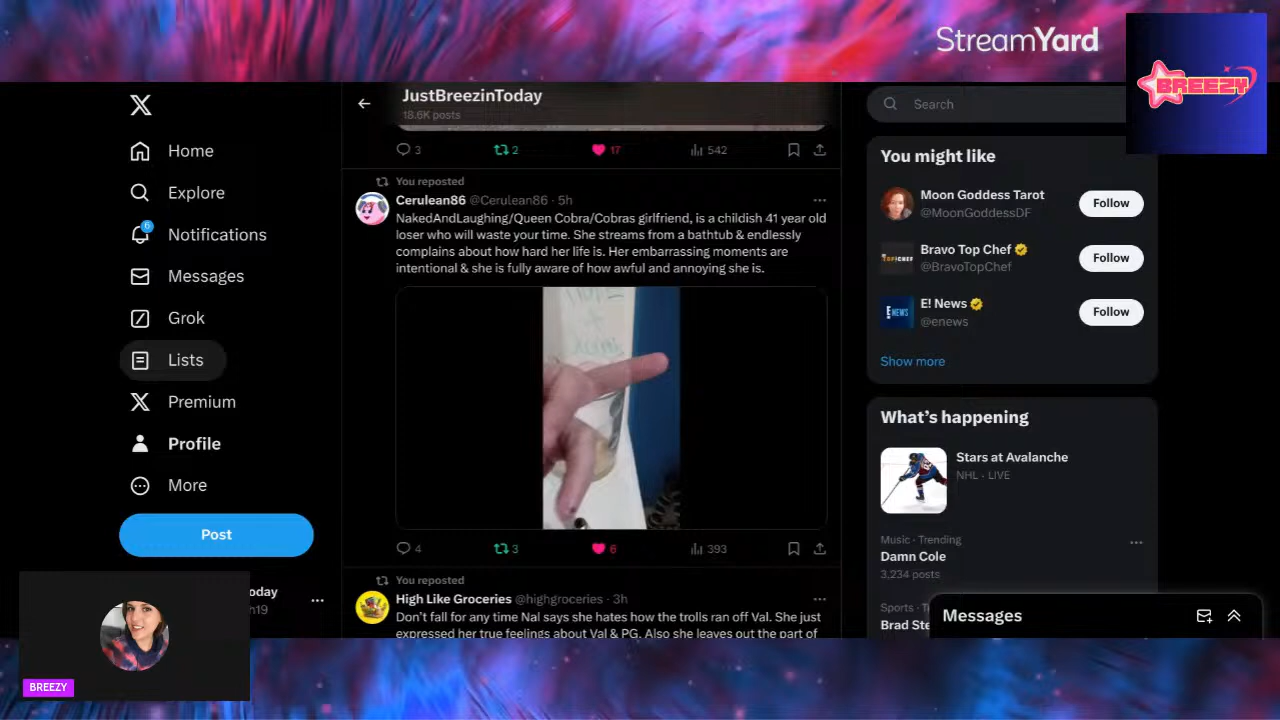 StreamYard
BREEZY
JustBreezinToday
18.6K posts
Home
Explore
6
Notifications
Messages
Grok
Lists
Premium
Profile
More
Post
oday
n19
BREEZY
3
2
17
542
You reposted
Cerulean86 @Cerulean86 · 5h
NakedAndLaughing/Queen Cobra/Cobras girlfriend, is a childish 41 year old
loser who will waste your time. She streams from a bathtub & endlessly
complains about how hard her life is. Her embarrassing moments are
intentional & she is fully aware of how awful and annoying she is.
4
3
6
393
You reposted
High Like Groceries @highgroceries · 3h
Don't fall for any time Nal says she hates how the trolls ran off Val. She just
expressed her true feelings about Val & PG. Also she leaves out the part of
Search
You might like
Moon Goddess Tarot
@MoonGoddessDF
Follow
Bravo Top Chef
@BravoTopChef
Follow
E! News
@enews
Follow
Show more
What's happening
Stars at Avalanche
NHL · LIVE
Music · Trending
Damn Cole
3,234 posts
Sports · T
Brad Ste
Messages